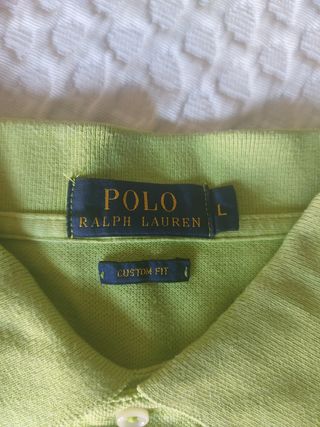 POLO
RALPH LAUREN
L
CUSTOM FIT